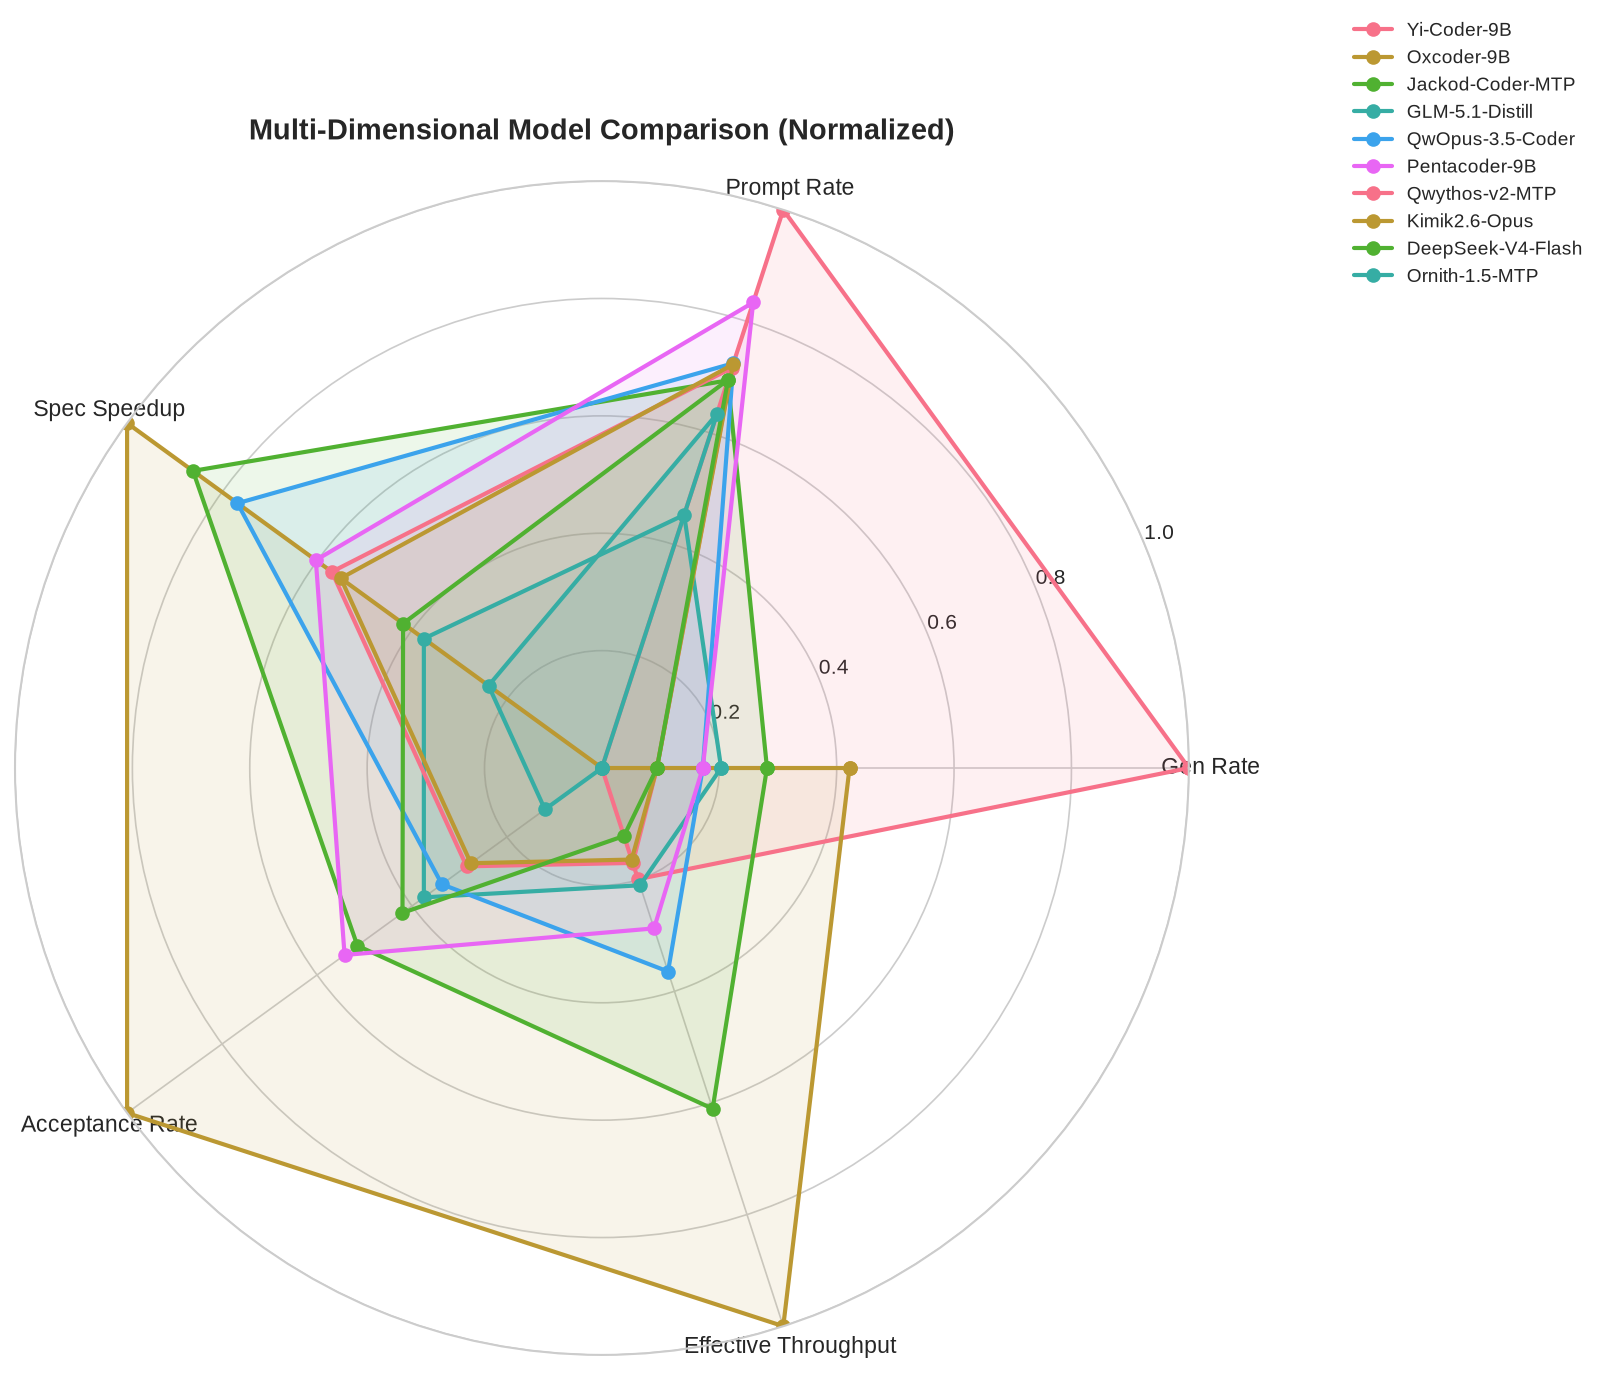 Yi-Coder-9B
Oxcoder-9B
Jackod-Coder-MTP
GLM-5.1-Distill
QwOpus-3.5-Coder
Pentacoder-9B
Qwythos-v2-MTP
Kimik2.6-Opus
DeepSeek-V4-Flash
Ornith-1.5-MTP
Multi-Dimensional Model Comparison (Normalized)
Prompt Rate
Spec Speedup
1.0
0.8
0.6
0.4
0.2
Gen Rate
Acceptance Rate
Effective Throughput